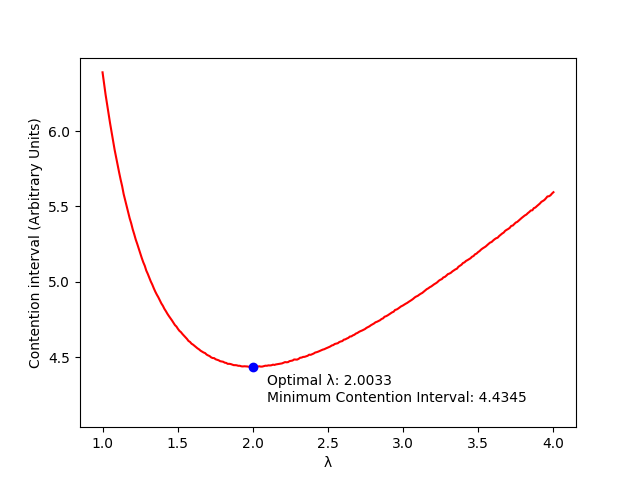 Contention interval (Arbitrary Units)
6.0
5.5
5.0
4.5
Optimal λ: 2.0033
Minimum Contention Interval: 4.4345
1.0 1.5 2.0 2.5 3.0 3.5 4.0
λ